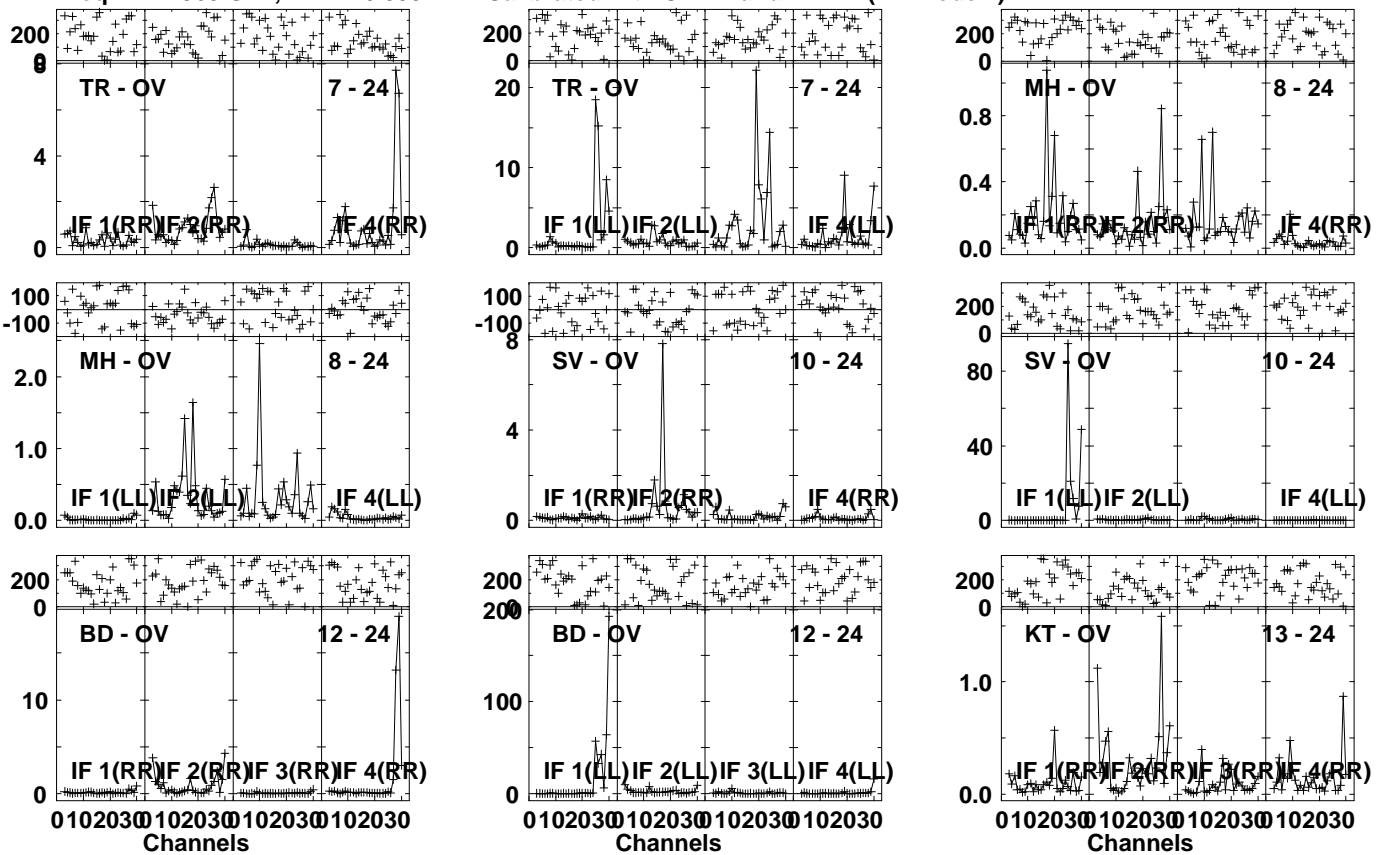 200
0
8
TR - OV 7 - 24
4
0
IF 1(RR) IF 2(RR) IF 4(RR)
200
0
20
TR - OV 7 - 24
10
0
IF 1(LL) IF 2(LL) IF 4(LL)
200
0
MH - OV 8 - 24
0.8
0.4
0.0
IF 1(RR) IF 2(RR) IF 4(RR)
100
-100
MH - OV 8 - 24
2.0
1.0
0.0
IF 1(LL) IF 2(LL) IF 4(LL)
100
-100
8
SV - OV 10 - 24
4
0
IF 1(RR) IF 2(RR) IF 4(RR)
200
0
SV - OV 10 - 24
80
40
0
IF 1(LL) IF 2(LL) IF 4(LL)
200
0
BD - OV 12 - 24
10
0
IF 1(RR) IF 2(RR) IF 3(RR) IF 4(RR)
0102030 0102030 0102030 0102030
Channels
200
0
200
BD - OV 12 - 24
100
0
IF 1(LL) IF 2(LL) IF 3(LL) IF 4(LL)
0102030 0102030 0102030 0102030
Channels
200
0
KT - OV 13 - 24
1.0
0.0
IF 1(RR) IF 2(RR) IF 3(RR) IF 4(RR)
0102030 0102030 0102030 0102030
Channels